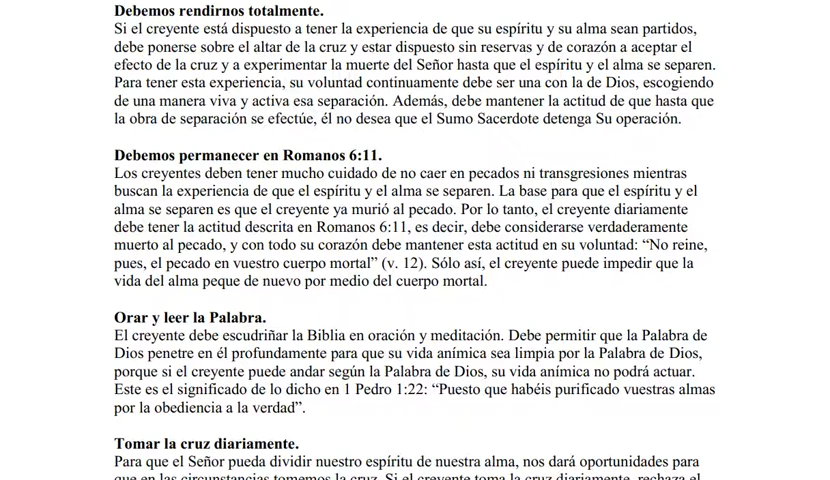 Debemos rendirnos totalmente.
Si el creyente está dispuesto a tener la experiencia de que su espíritu y su alma sean partidos,
debe ponerse sobre el altar de la cruz y estar dispuesto sin reservas y de corazón a aceptar el
efecto de la cruz y a experimentar la muerte del Señor hasta que el espíritu y el alma se separen.
Para tener esta experiencia, su voluntad continuamente debe ser una con la de Dios, escogiendo
de una manera viva y activa esa separación. Además, debe mantener la actitud de que hasta que
la obra de separación se efectúe, él no desea que el Sumo Sacerdote detenga Su operación.
Debemos permanecer en Romanos 6:11.
Los creyentes deben tener mucho cuidado de no caer en pecados ni transgresiones mientras
buscan la experiencia de que el espíritu y el alma se separen. La base para que el espíritu y el
alma se separen es que el creyente ya murió al pecado. Por lo tanto, el creyente diariamente
debe tener la actitud descrita en Romanos 6:11, es decir, debe considerarse verdaderamente
muerto al pecado, y con todo su corazón debe mantener esta actitud en su voluntad: “No reine,
pues, el pecado en vuestro cuerpo mortal” (v. 12). Sólo así, el creyente puede impedir que la
vida del alma peque de nuevo por medio del cuerpo mortal.
Orar y leer la Palabra.
El creyente debe escudriñar la Biblia en oración y meditación. Debe permitir que la Palabra de
Dios penetre en él profundamente para que su vida anímica sea limpia por la Palabra de Dios,
porque si el creyente puede andar según la Palabra de Dios, su vida anímica no podrá actuar.
Este es el significado de lo dicho en 1 Pedro 1:22: “Puesto que habéis purificado vuestras almas
por la obediencia a la verdad”.
Tomar la cruz diariamente.
Para que el Señor pueda dividir nuestro espíritu de nuestra alma, nos dará oportunidades para
que en las circunstancias tomemos la cruz. Si el creyente toma la cruz diariamente, rechaza el